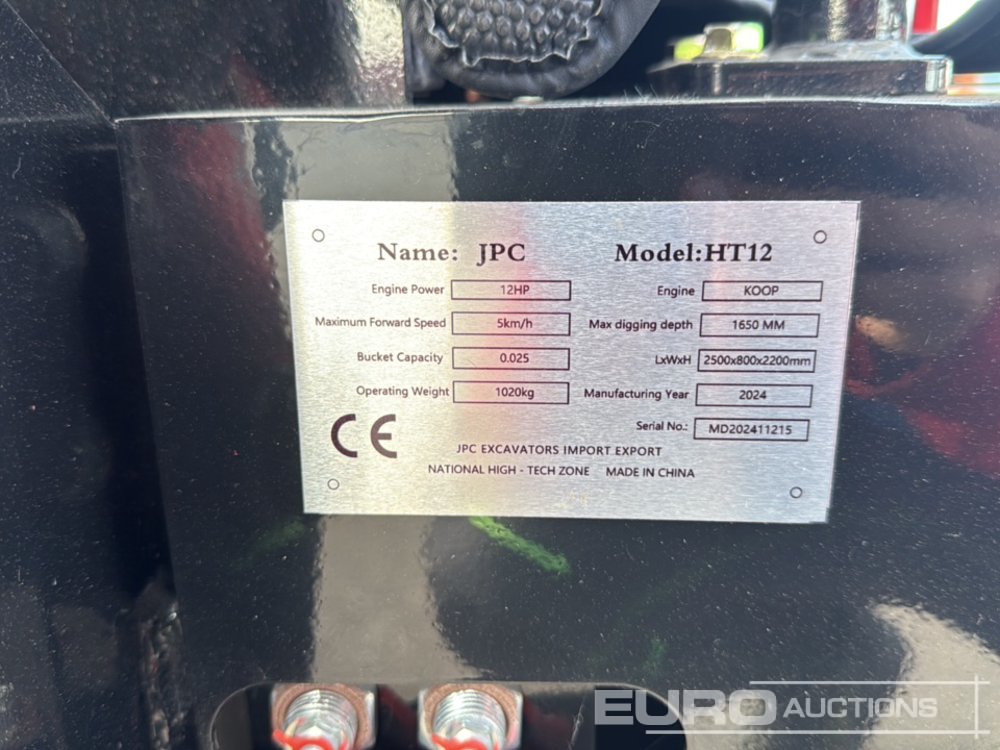 Name: JPC Model:HT12
Engine Power 12HP Engine KOOP
Maximum Forward Speed 5km/h Max digging depth 1650 MM
Bucket Capacity 0.025 LxWxH 2500x800x2200mm
Operating Weight 1020kg Manufacturing Year 2024
CE Serial No.: MD202411215
JPC EXCAVATORS IMPORT EXPORT
NATIONAL HIGH - TECH ZONE MADE IN CHINA
EURO AUCTIONS